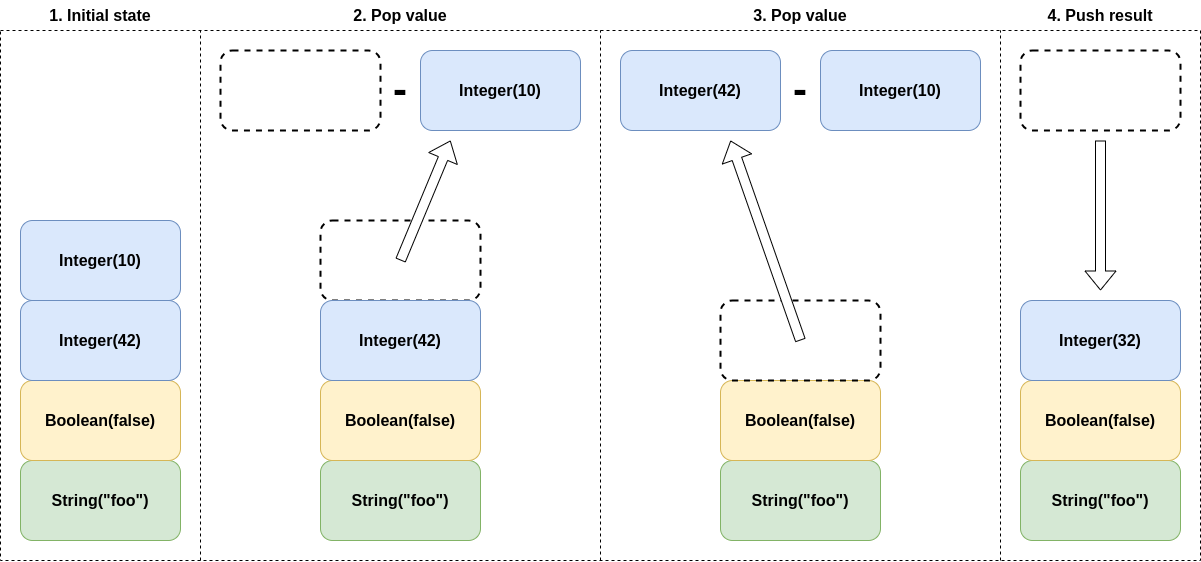 1. Initial state
2. Pop value
3. Pop value
4. Push result
- Integer(10)
Integer(42) - Integer(10)
Integer(10)
Integer(42)
Boolean(false)
String("foo")
Integer(42)
Boolean(false)
String("foo")
Boolean(false)
String("foo")
Integer(32)
Boolean(false)
String("foo")